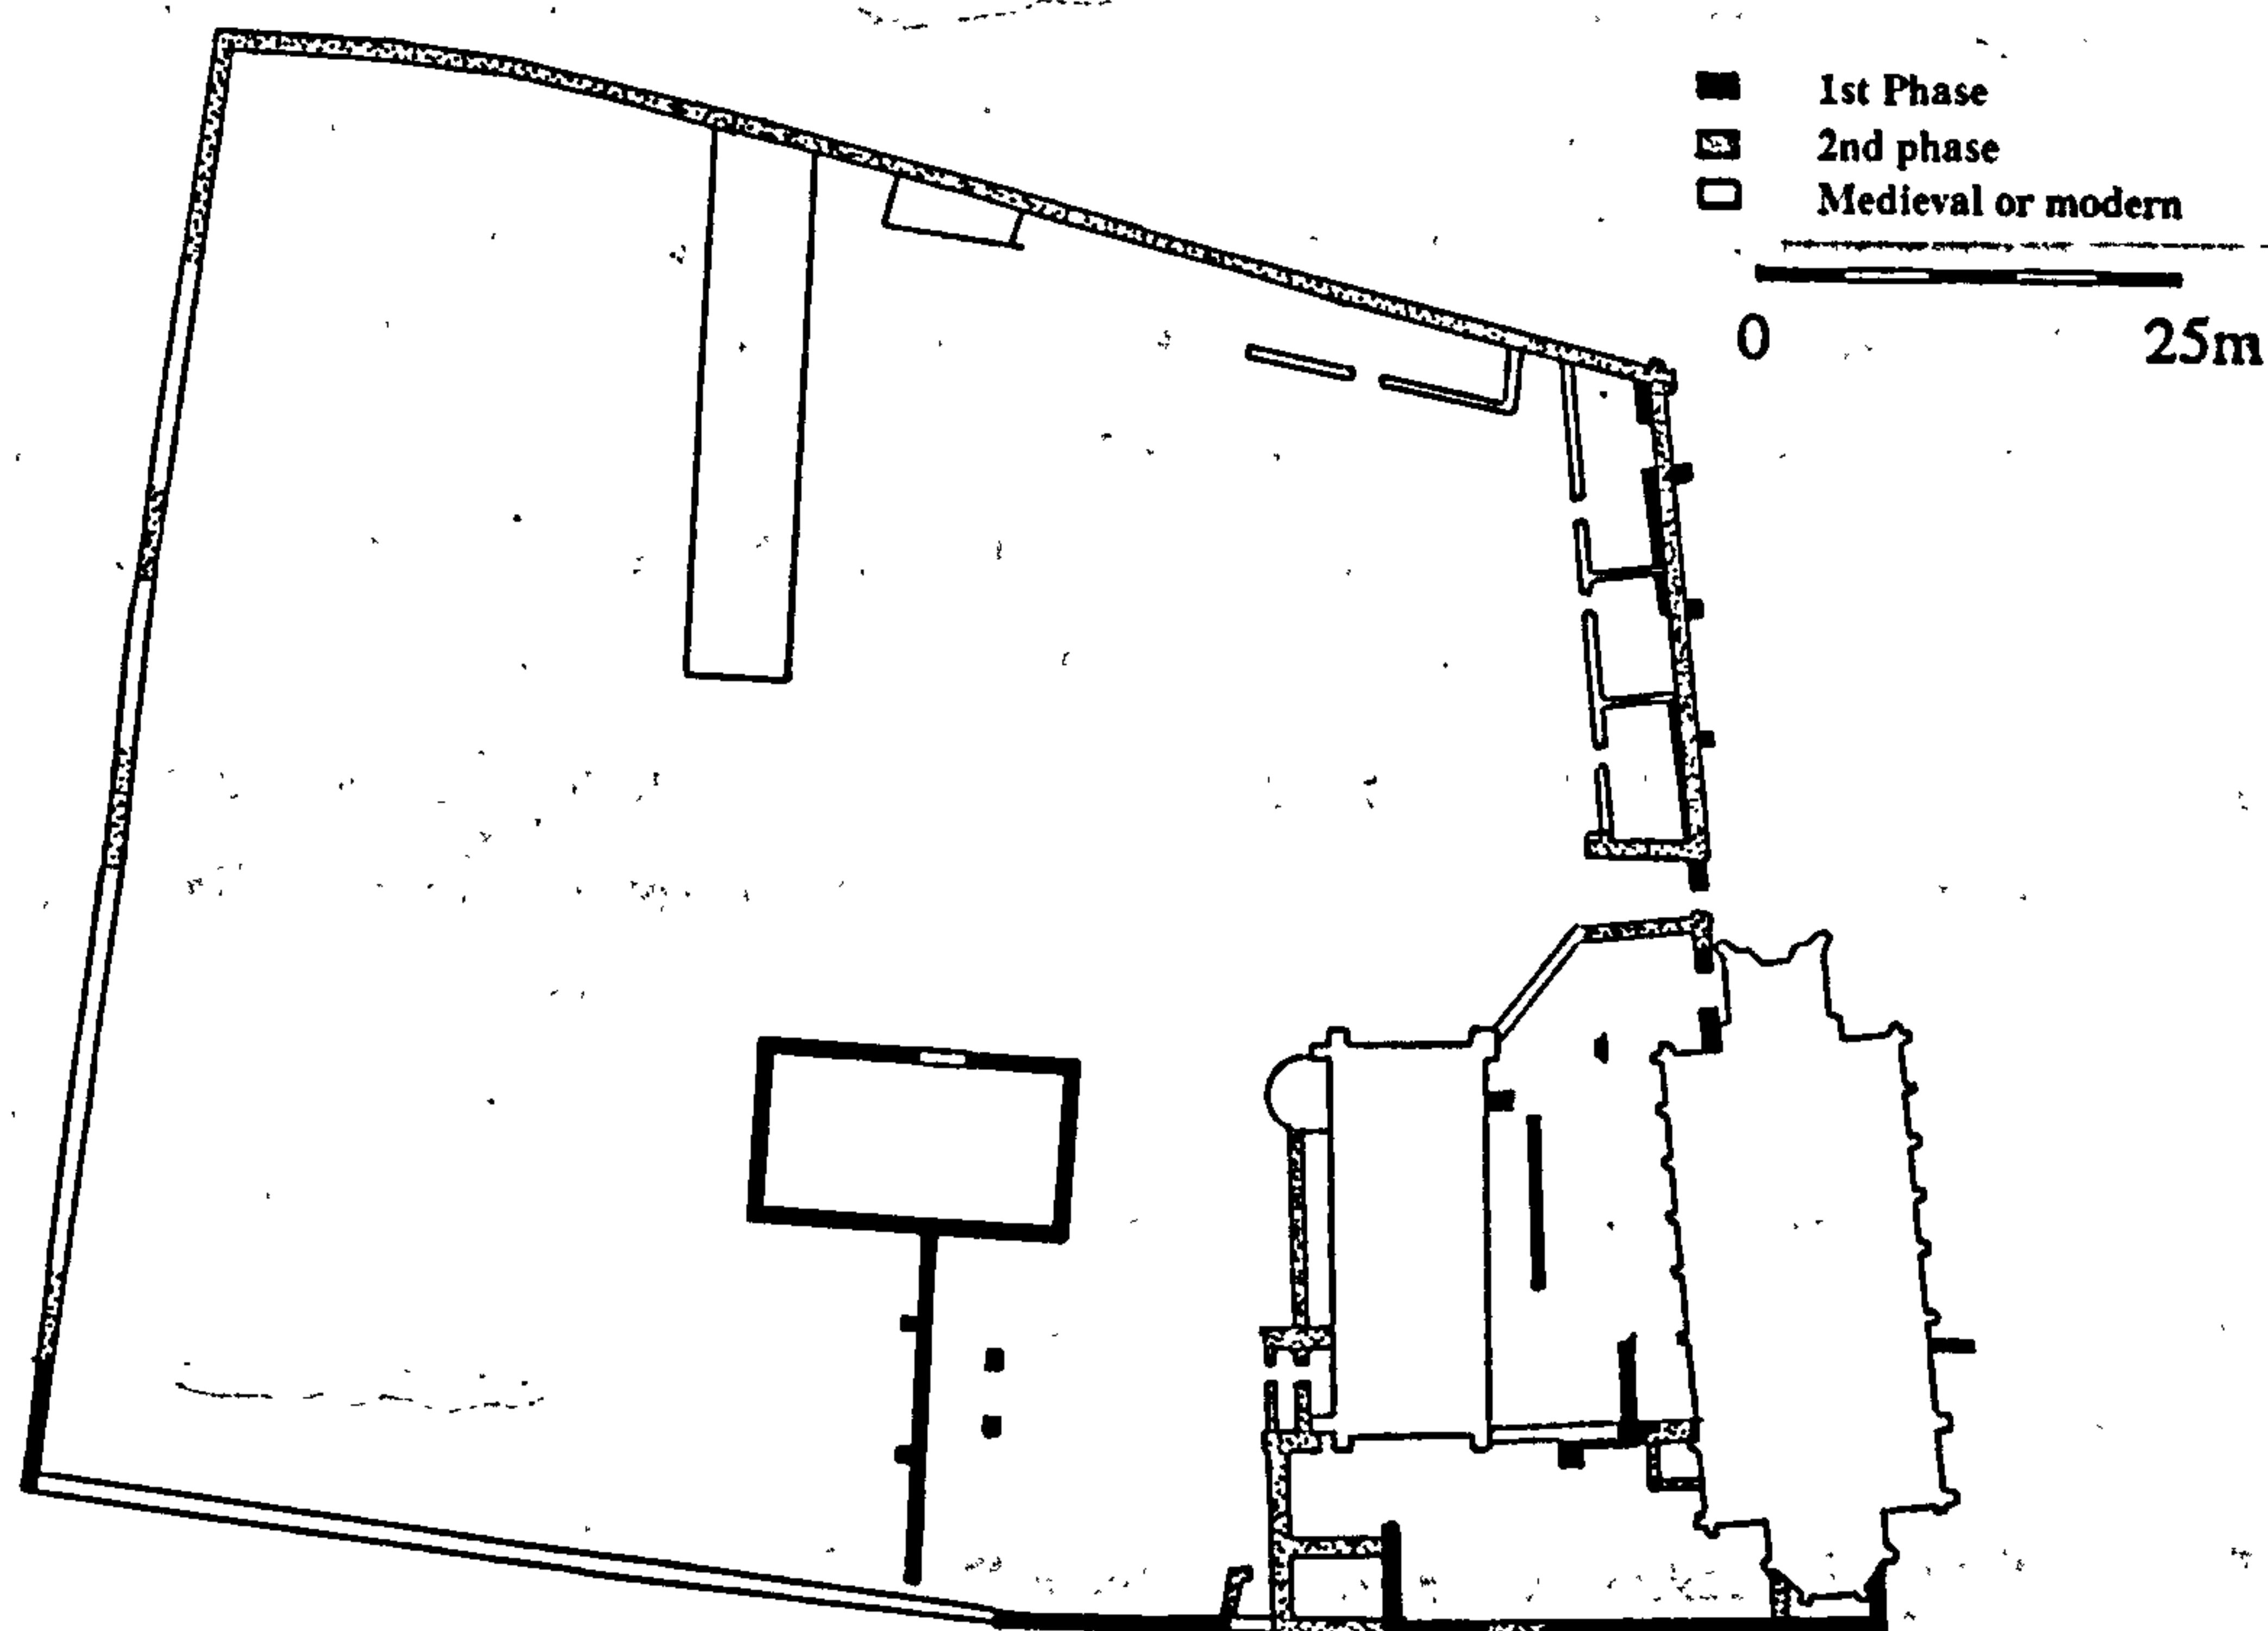 1st Phase
2nd phase
Medieval or modern
0 25m